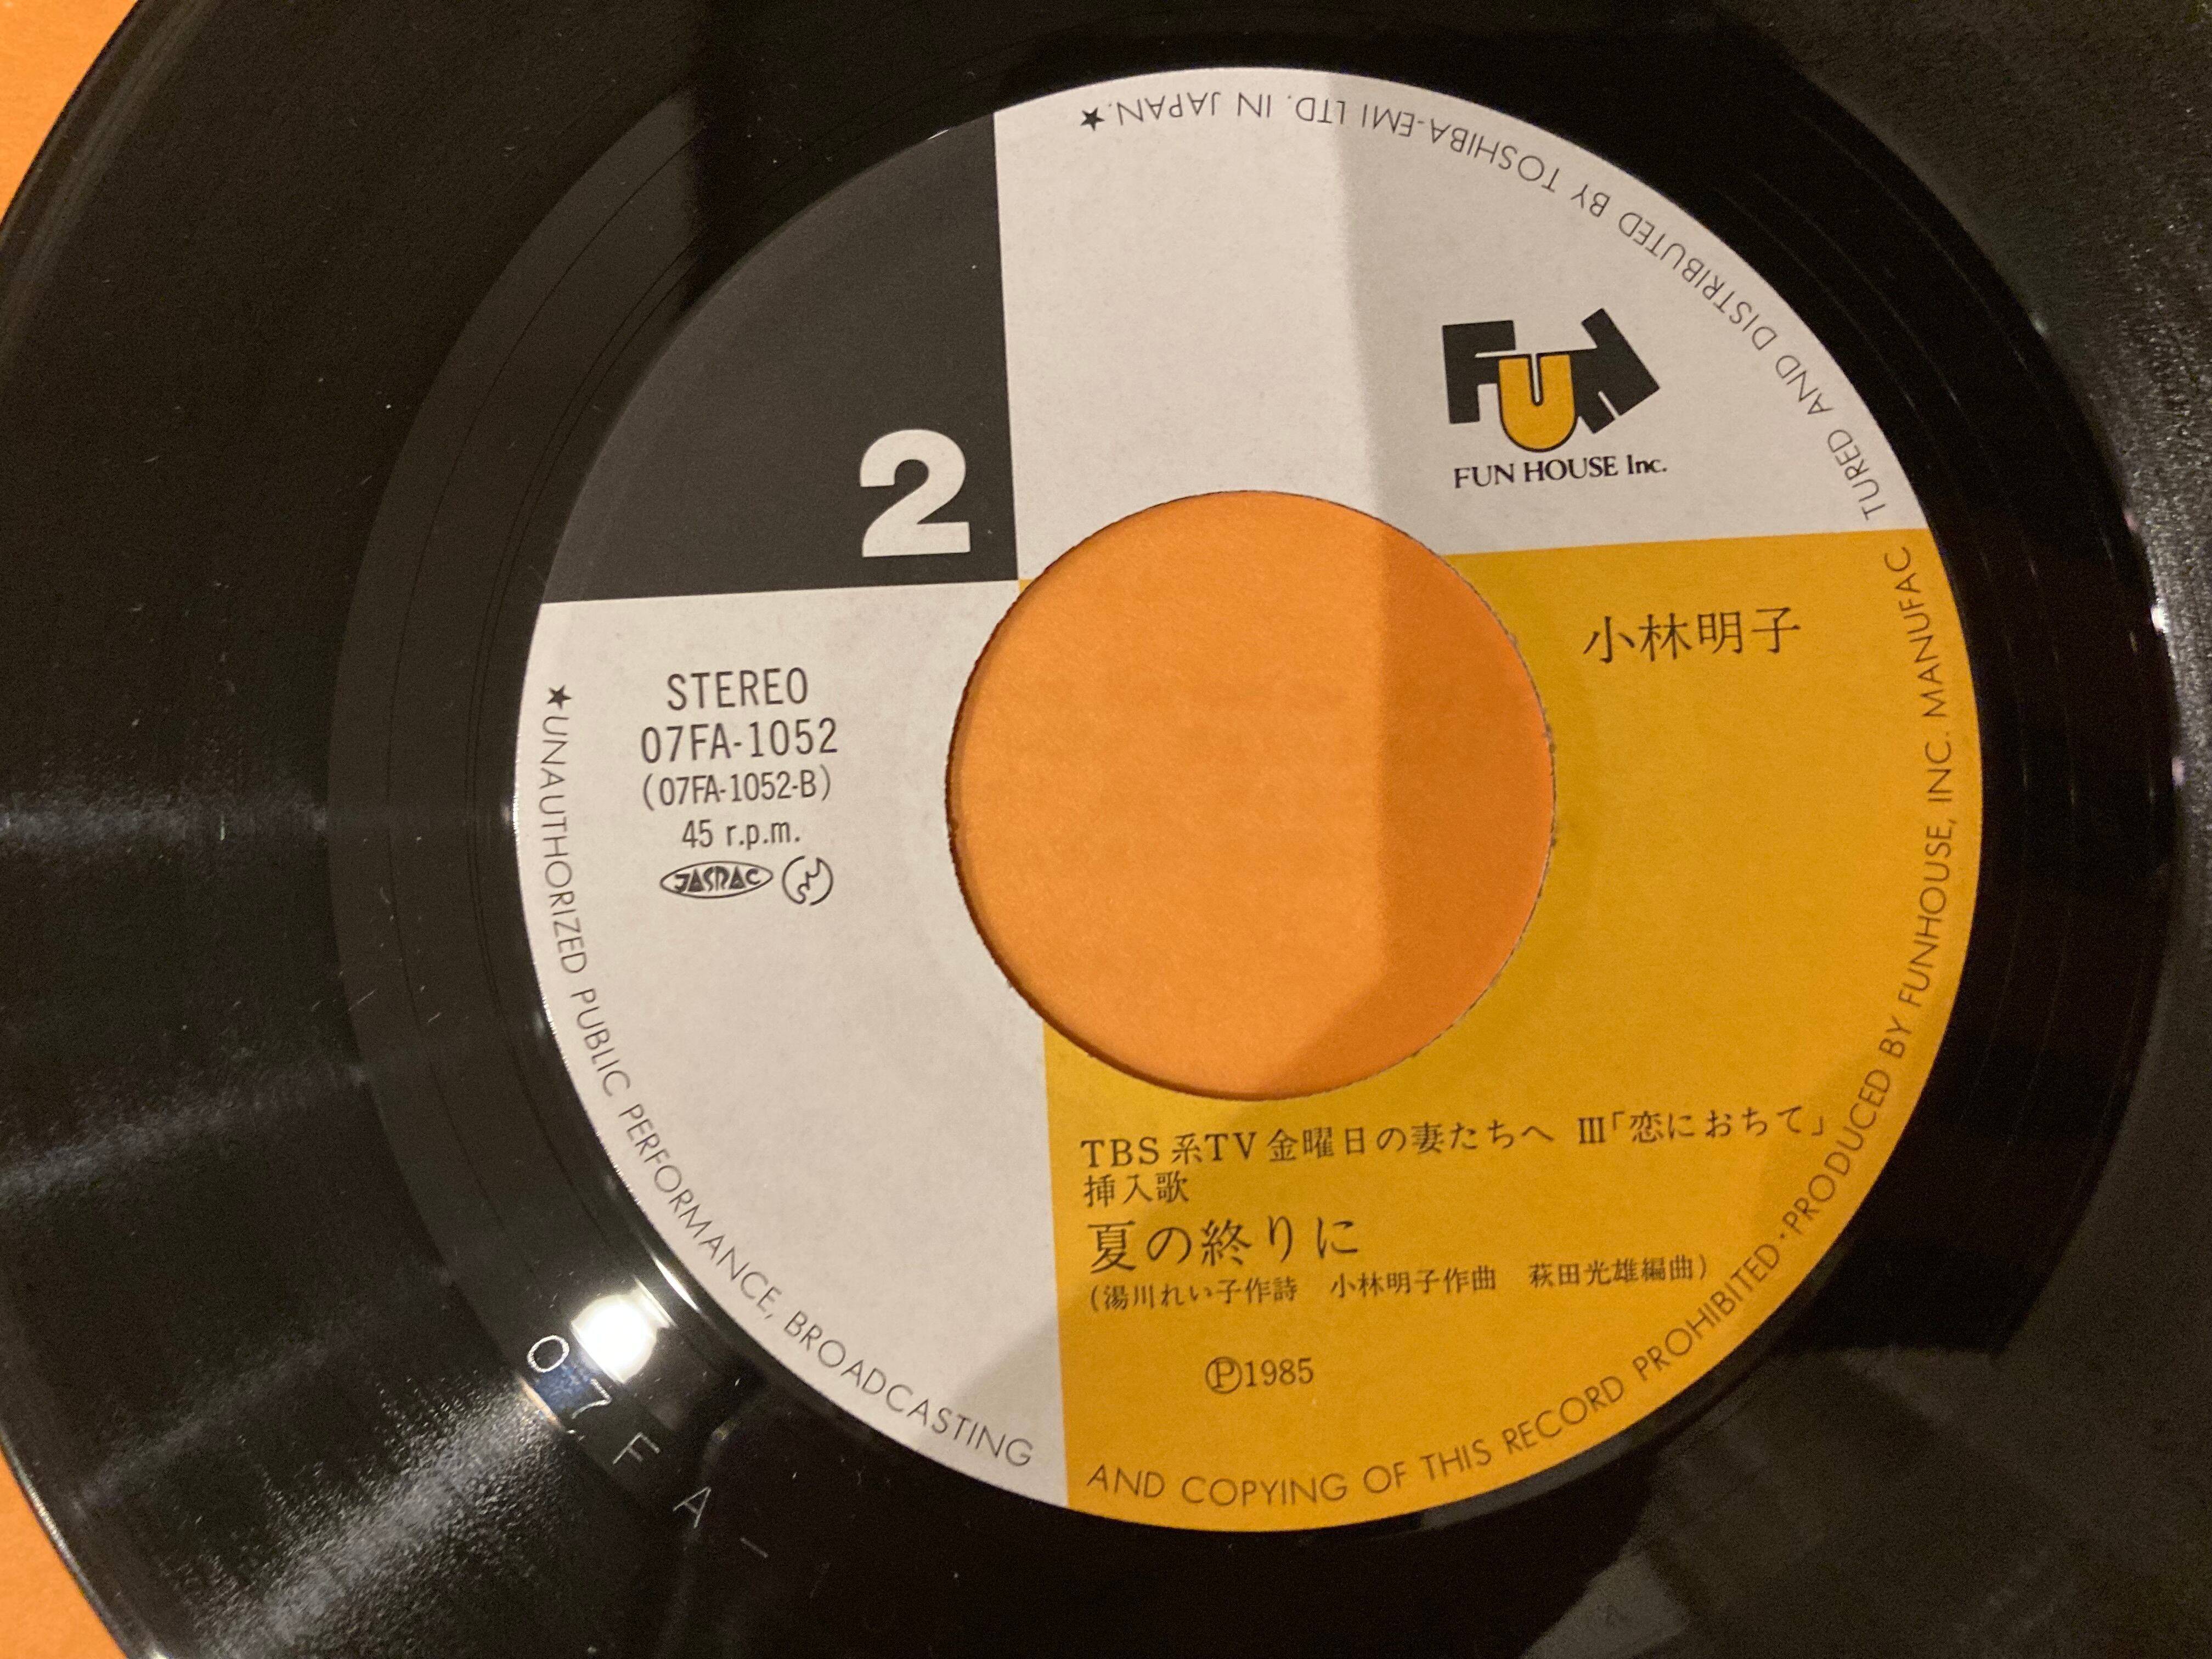 2
FUN
FUN HOUSE Inc.
小林明子
STEREO
07FA-1052
(07FA-1052-B)
45 r.p.m.
JASRAC
TBS系TV金曜日の妻たちへ Ⅲ「恋におちて」
挿入歌
夏の終りに
(湯川れい子作詩 小林明子作曲 萩田光雄編曲)
Ⓟ1985
★UNAUTHORIZED PUBLIC PERFORMANCE, BROADCASTING AND COPYING OF THIS RECORD PROHIBITED・PRODUCED BY FUNHOUSE, INC. MANUFACTURED AND DISTRIBUTED BY TOSHIBA-EMI LTD. IN JAPAN.★
07FA-